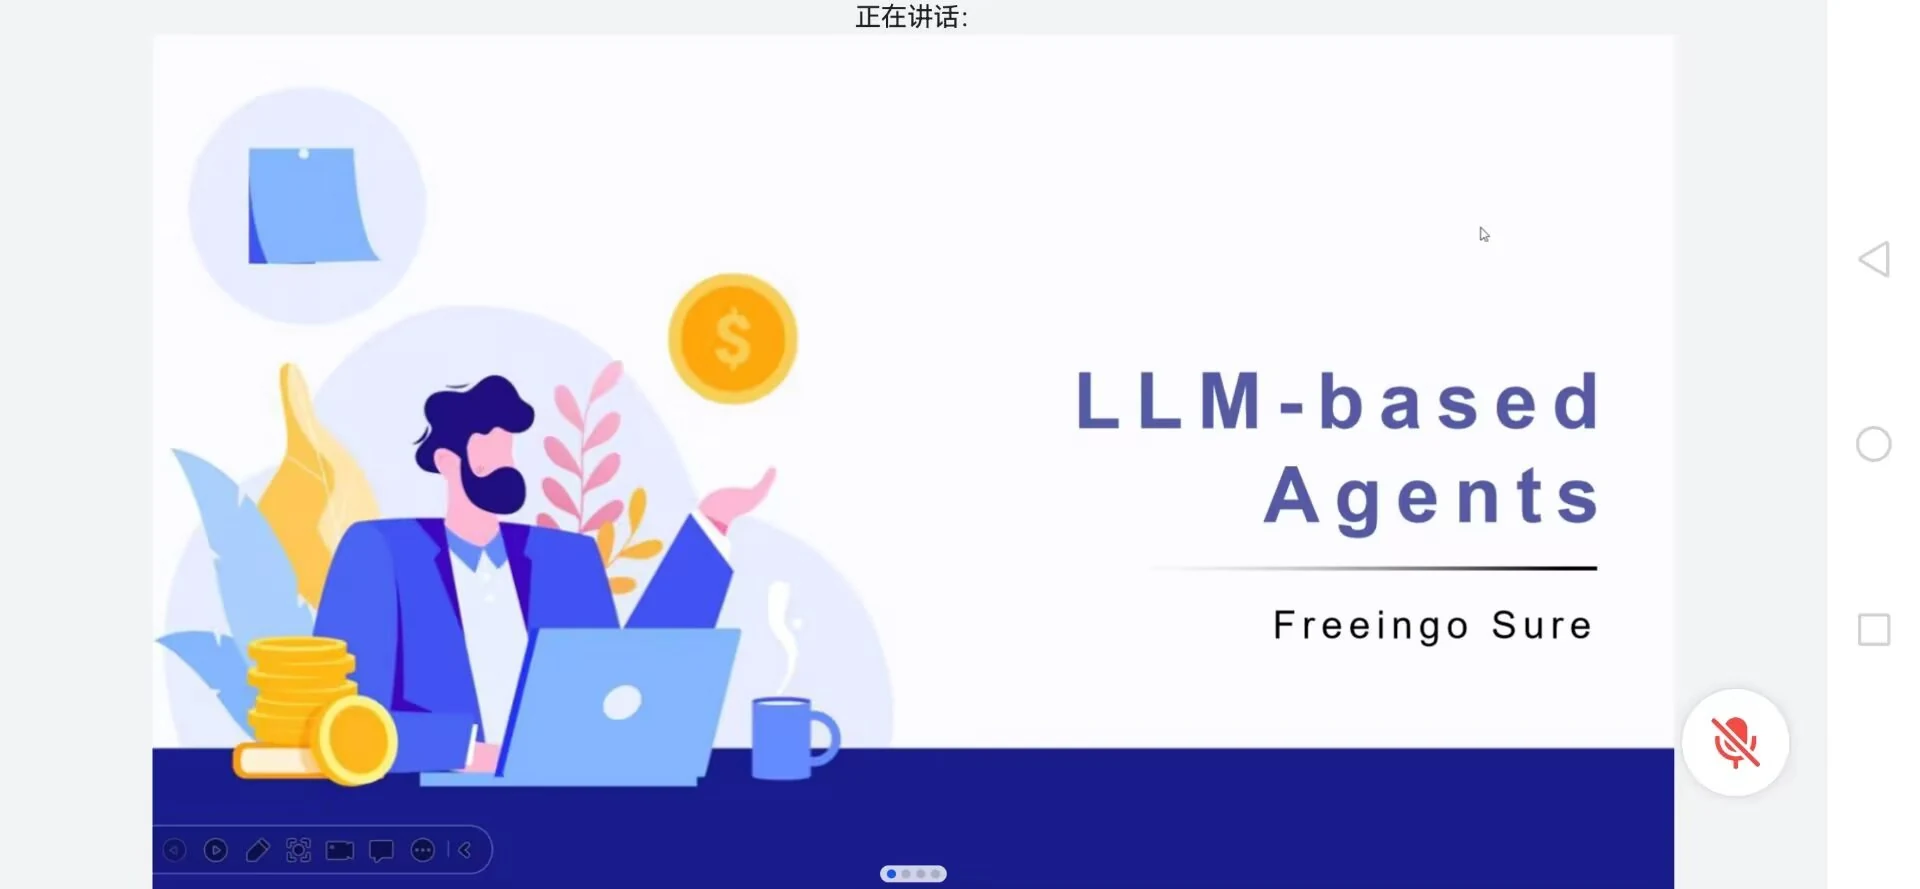 正在讲话:
$
LLM-based
Agents
Freeingo Sure